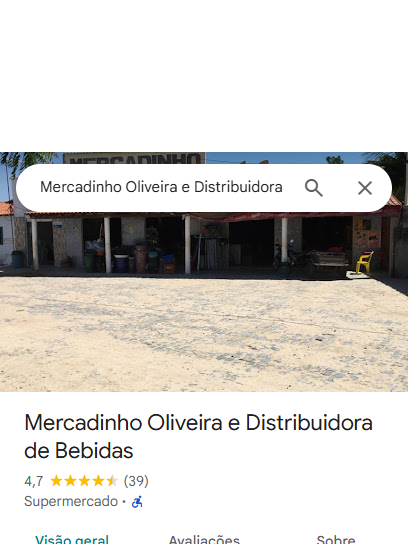 MERCADINHO
Mercadinho Oliveira e Distribuidora
Mercadinho Oliveira e Distribuidora
de Bebidas
4,7 (39)
Supermercado ·
Visão geral Avaliações Sobre